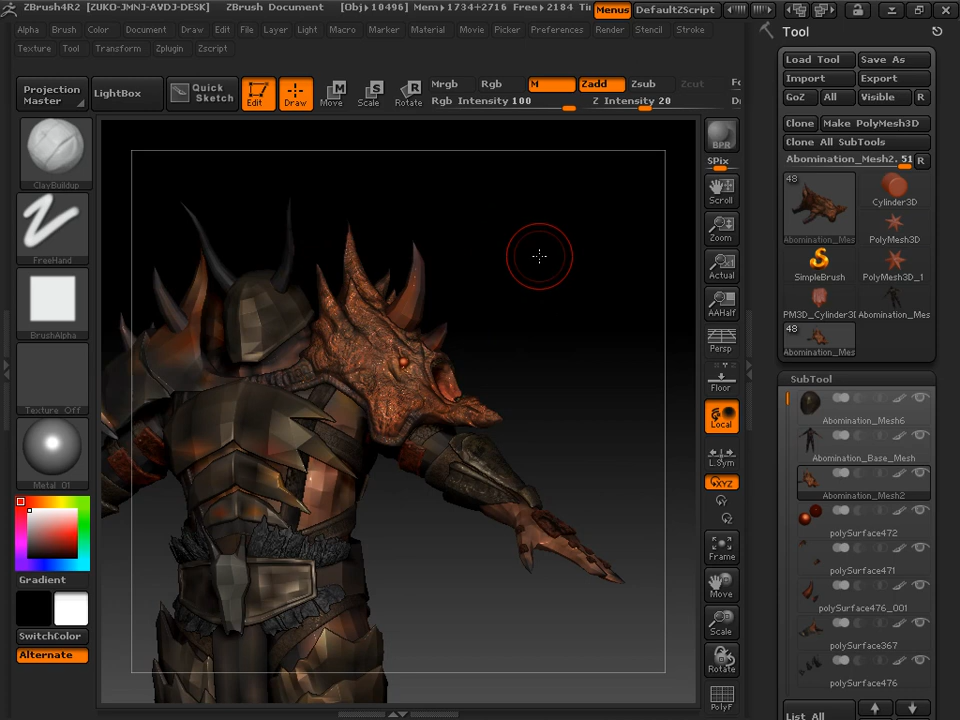 ZBrush4R2 [ZUKO-JMNJ-AVDJ-DESK] ZBrush Document [Obj]10496] Mem▸1734+2716 Free▸2184 Ti Menus DefaultZScript
Alpha Brush Color Document Draw Edit File Layer Light Macro Marker Material Movie Picker Preferences Render Stencil Stroke
Texture Tool Transform Zplugin Zscript
Projection Master
LightBox
Quick Sketch
Edit Draw Move Scale Rotate
Mrgb Rgb M Zadd Zsub Zcut
Rgb Intensity 100 Z Intensity 20
ClayBuildup
FreeHand
BrushAlpha
Texture Off
Metal 01
Gradient
SwitchColor
Alternate
BPR
SPix
Scroll
Zoom
Actual
AAHalf
Persp
Floor
Local
L.Sym
XYZ
Y
Z
Frame
Move
Scale
Rotate
PolyF
Tool
Load Tool Save As
Import Export
GoZ All Visible R
Clone Make PolyMesh3D
Clone All SubTools
Abomination_Mesh2. 51 R
48
Abomination_Mes
Cylinder3D
PolyMesh3D
SimpleBrush
PolyMesh3D_1
PM3D_Cylinder3D
Abomination_Mes
48
Abomination_Mes
SubTool
Abomination_Mesh6
Abomination_Base_Mesh
Abomination_Mesh2
polySurface472
polySurface471
polySurface476_001
polySurface367
polySurface476
List All